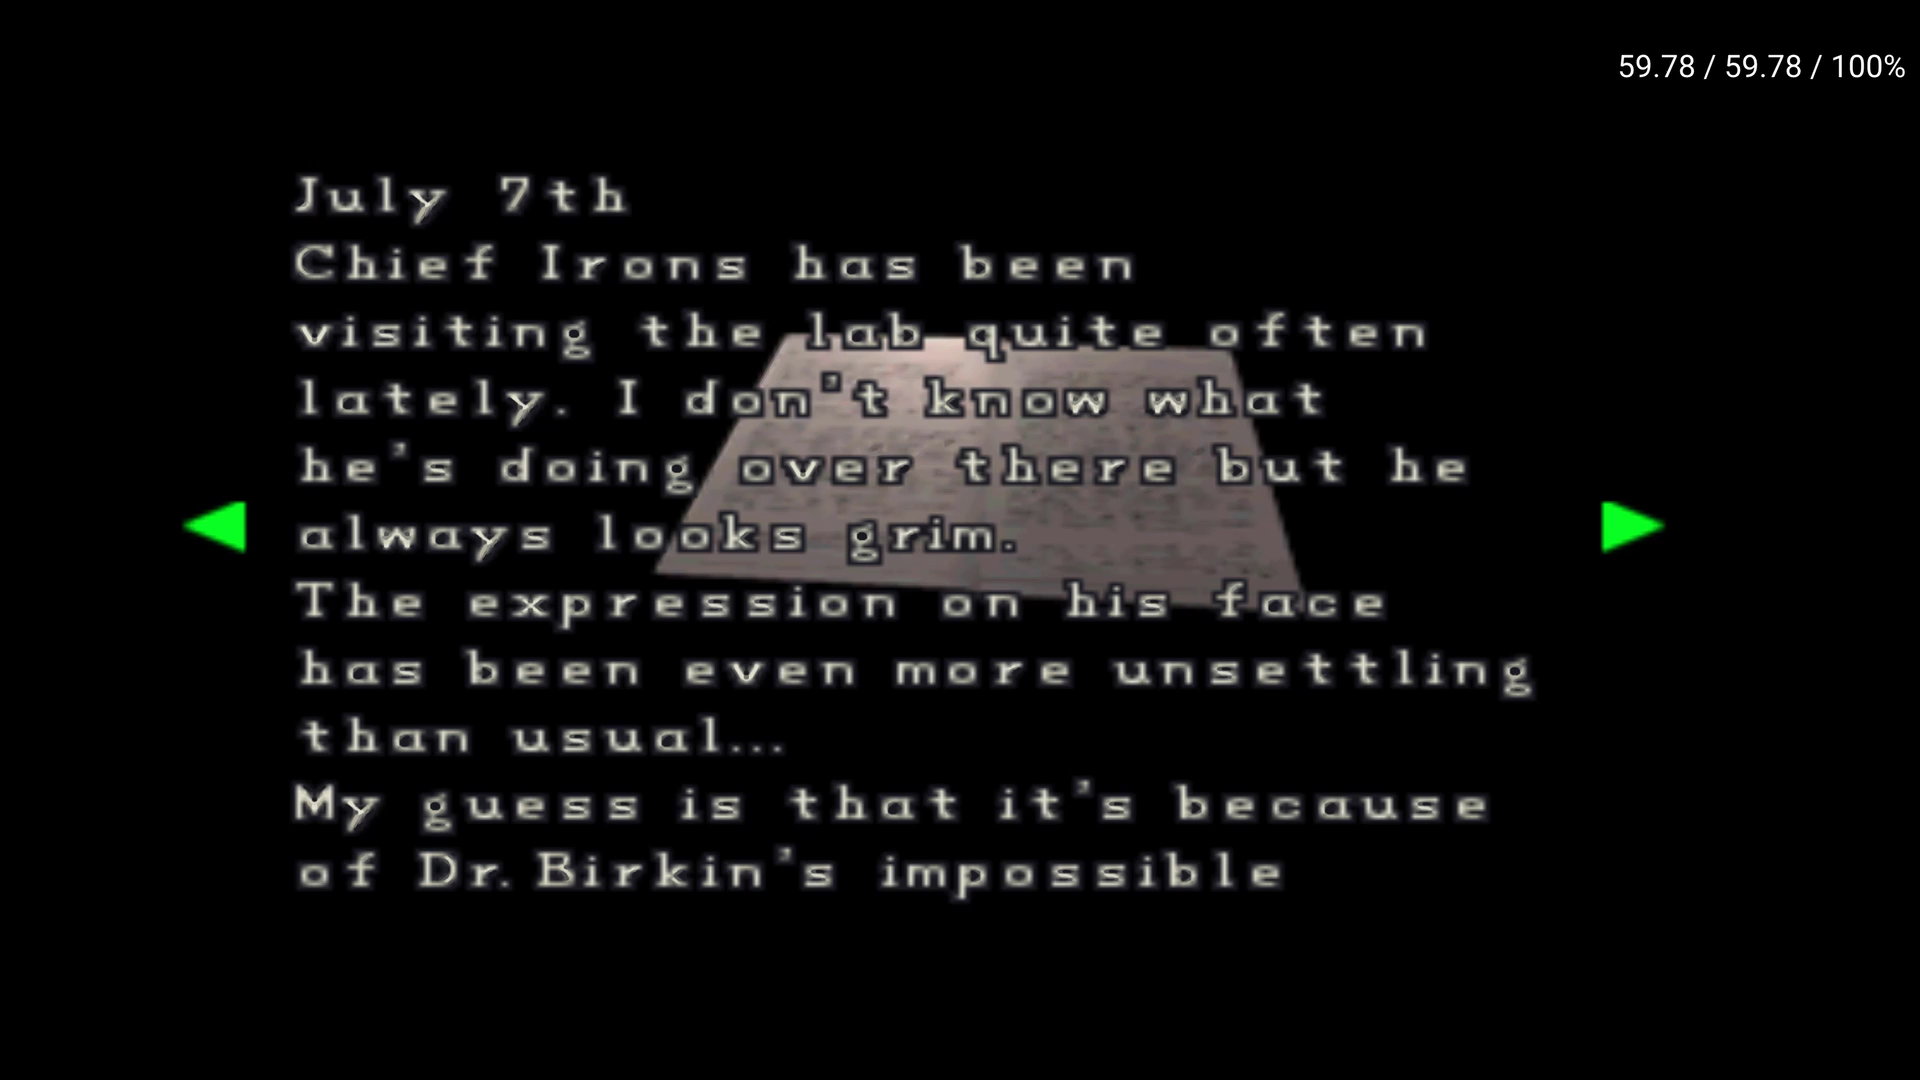 59.78 / 59.78 / 100%
July 7th
Chief Irons has been
visiting the lab quite often
lately. I don't know what
he's doing over there but he
always looks grim.
The expression on his face
has been even more unsettling
than usual...
My guess is that it's because
of Dr. Birkin's impossible